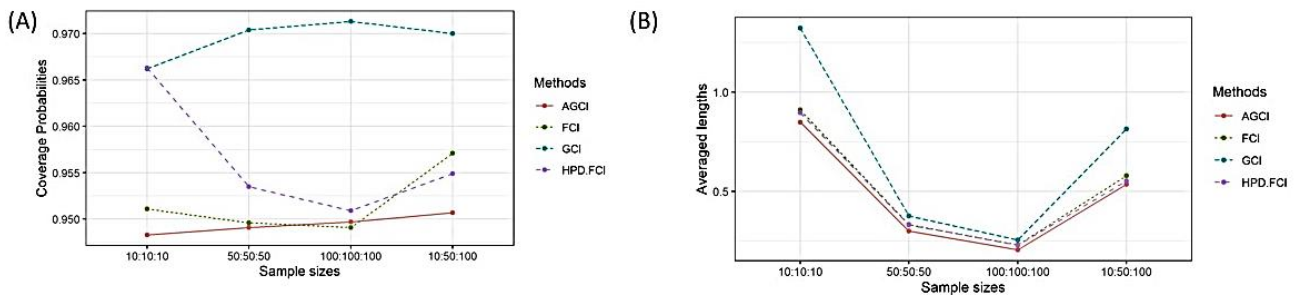 (A)
Coverage Probabilities
0.970
0.965
0.960
0.955
0.950
10:10:10
50:50:50
100:100:100
10:50:100
Sample sizes
Methods
AGCI
FCI
GCI
HPD.FCI
(B)
Averaged lengths
1.0
0.5
10:10:10
50:50:50
100:100:100
10:50:100
Sample sizes
Methods
AGCI
FCI
GCI
HPD.FCI